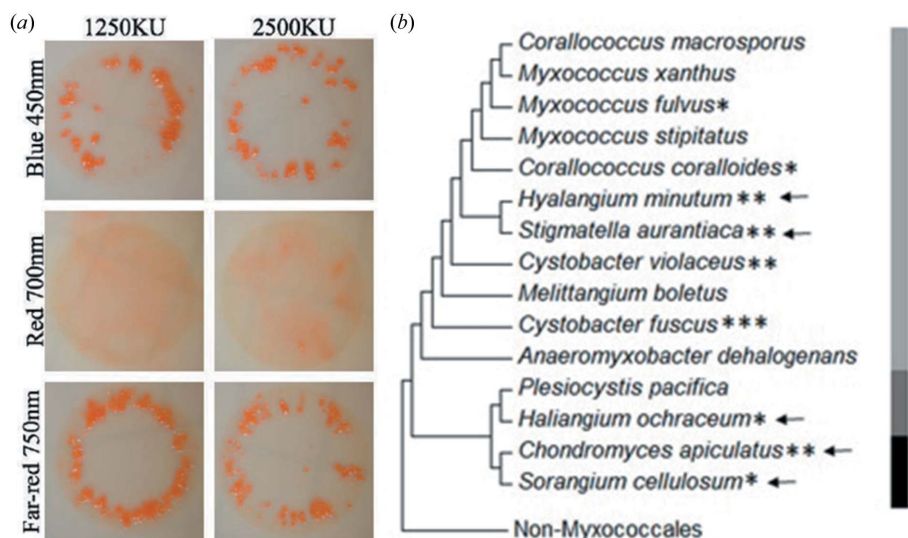 (a)
1250KU 2500KU
Blue 450nm
Red 700nm
Far-red 750nm
(b)
Corallococcus macrosporus
Myxococcus xanthus
Myxococcus fulvus*
Myxococcus stipitatus
Corallococcus coralloides*
Hyalangium minutum**
Stigmatella aurantiaca**
Cystobacter violaceus**
Melittangium boletus
Cystobacter fuscus***
Anaeromyxobacter dehalogenans
Plesiocystis pacifica
Haliangium ochraceum*
Chondromyces apiculatus**
Sorangium cellulosum*
Non-Myxococcales